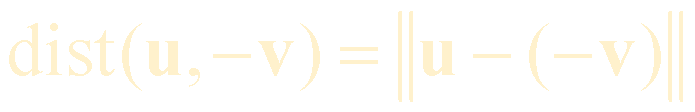 dist(u, −v) = ‖u − (−v)‖